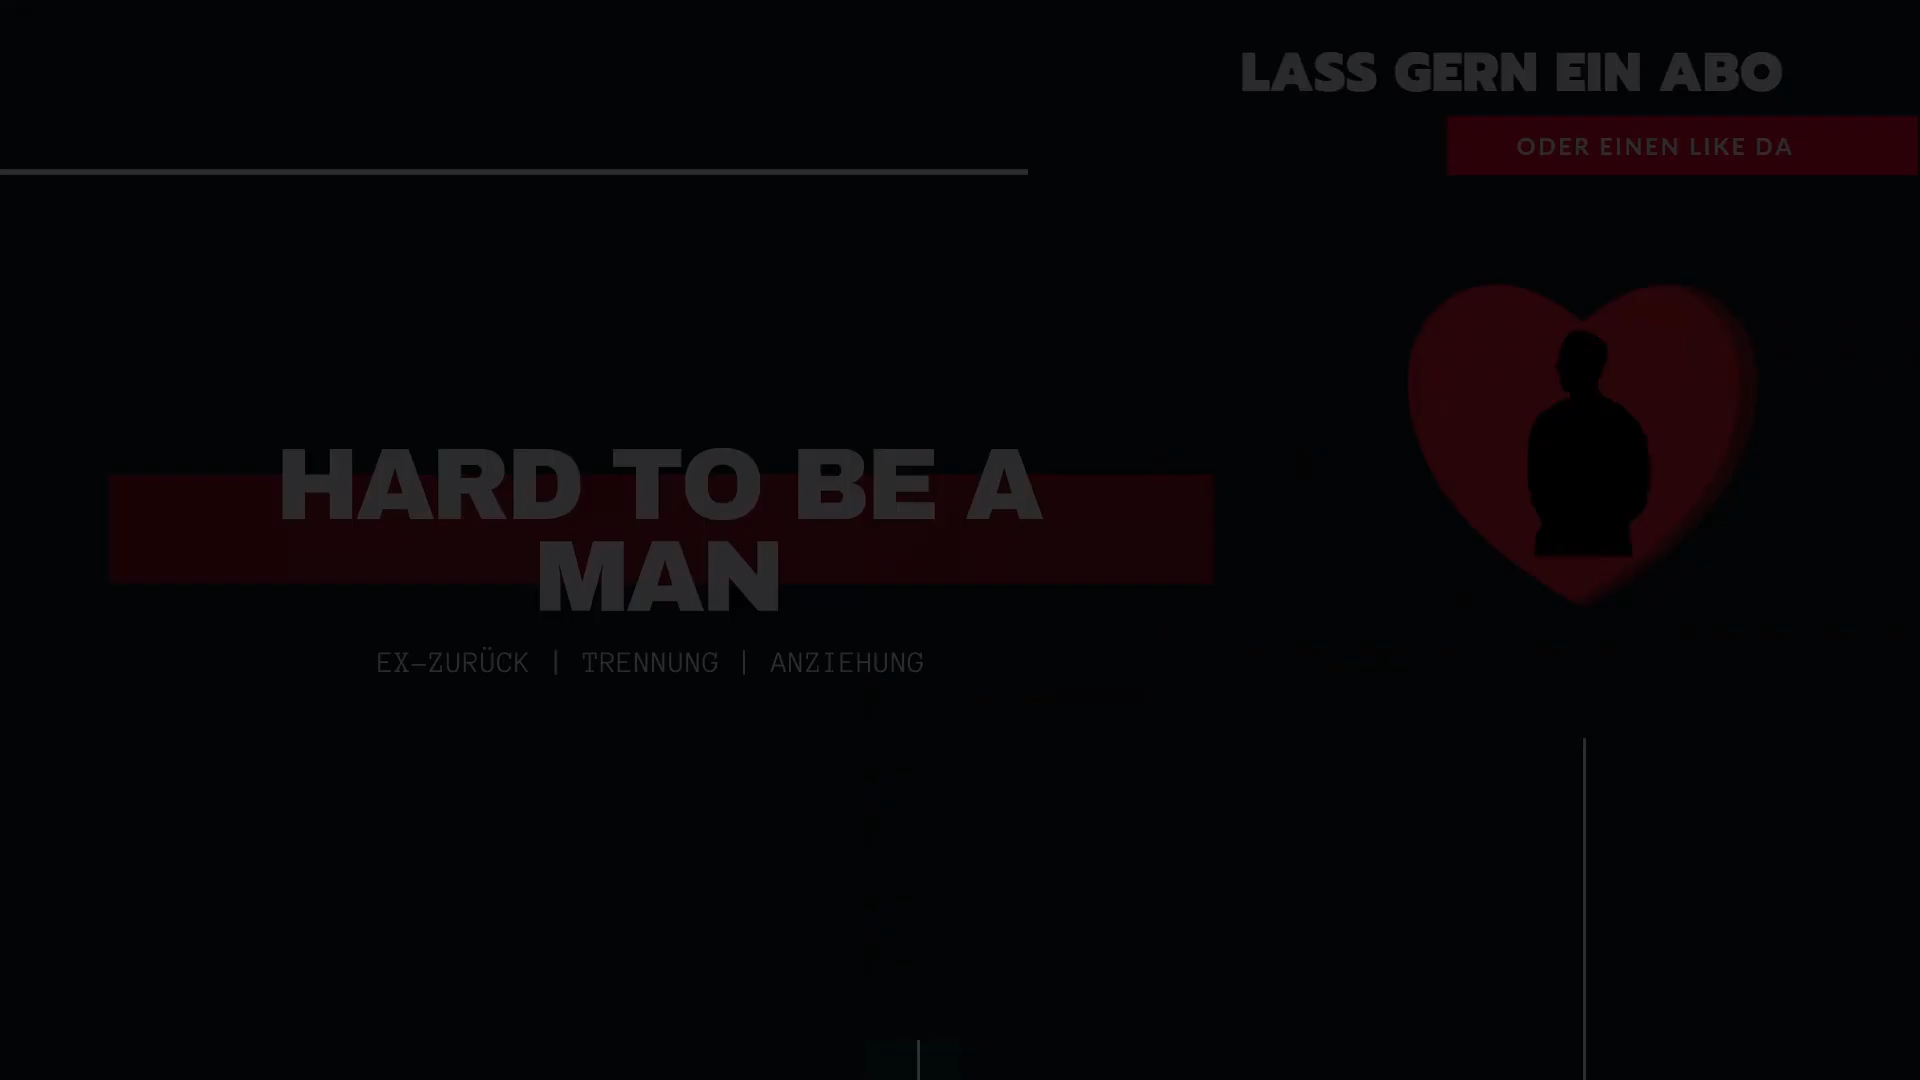 LASS GERN EIN ABO
ODER EINEN LIKE DA
HARD TO BE A
MAN
EX-ZURÜCK | TRENNUNG | ANZIEHUNG